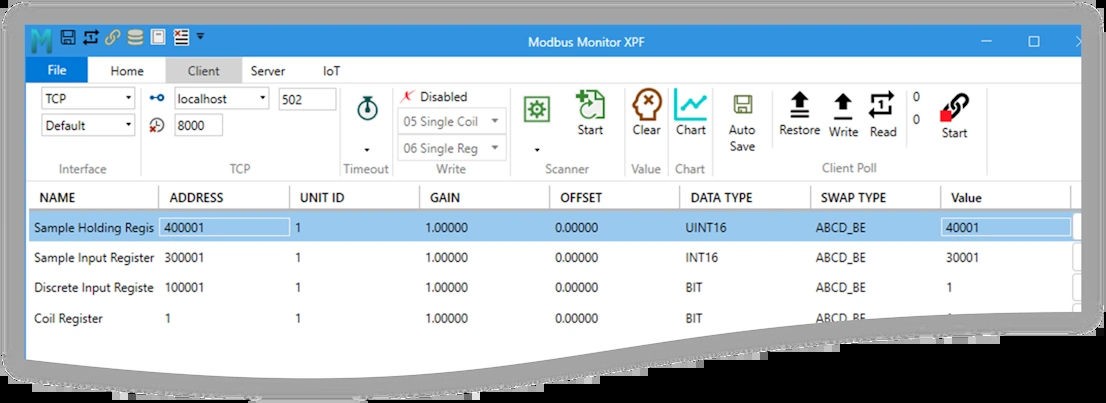 Modbus Monitor XPF
File Home Client Server IoT
TCP localhost 502 Disabled
Default 8000 05 Single Coil
06 Single Reg
Start Clear Chart Auto Save Restore Write Read 0 0 Start
Interface TCP Timeout Write Scanner Value Chart Client Poll
NAME ADDRESS UNIT ID GAIN OFFSET DATA TYPE SWAP TYPE Value
Sample Holding Regis 400001 1 1.00000 0.00000 UINT16 ABCD_BE 40001
Sample Input Register 300001 1 1.00000 0.00000 INT16 ABCD_BE 30001
Discrete Input Registe 100001 1 1.00000 0.00000 BIT ABCD_BE 1
Coil Register 1 1 1.00000 0.00000 BIT ABCD_BE